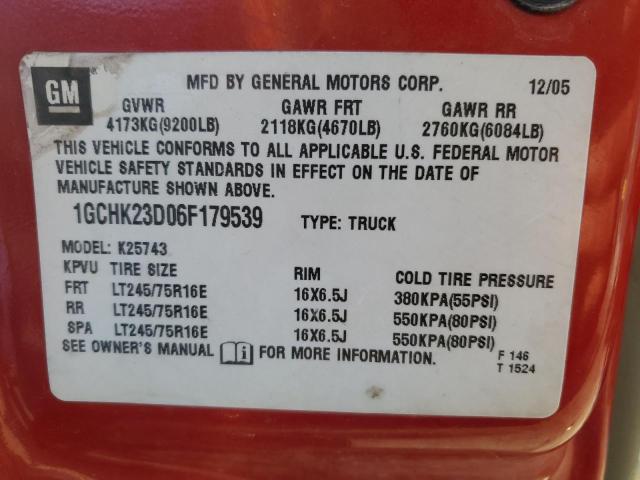 GM
MFD BY GENERAL MOTORS CORP. 12/05
GVWR GAWR FRT GAWR RR
4173KG(9200LB) 2118KG(4670LB) 2760KG(6084LB)
THIS VEHICLE CONFORMS TO ALL APPLICABLE U.S. FEDERAL MOTOR
VEHICLE SAFETY STANDARDS IN EFFECT ON THE DATE OF
MANUFACTURE SHOWN ABOVE.
1GCHK23D06F179539 TYPE: TRUCK
MODEL: K25743
KPVU TIRE SIZE RIM COLD TIRE PRESSURE
FRT LT245/75R16E 16X6.5J 380KPA(55PSI)
RR LT245/75R16E 16X6.5J 550KPA(80PSI)
SPA LT245/75R16E 16X6.5J 550KPA(80PSI)
SEE OWNER'S MANUAL i FOR MORE INFORMATION. F 146
T 1524